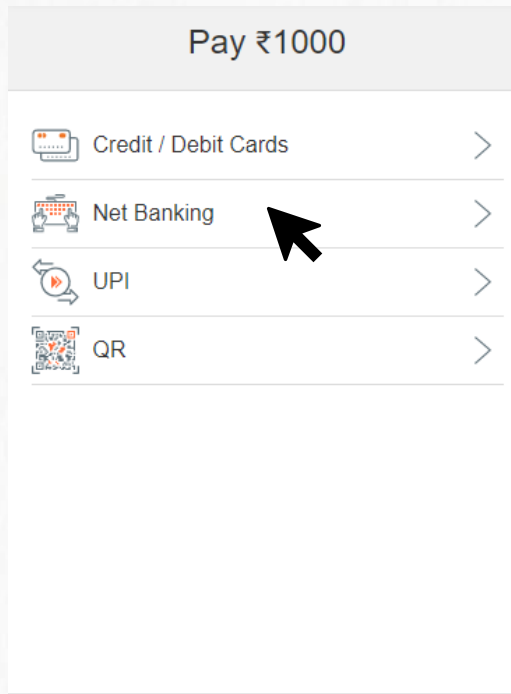 Pay ₹1000
Credit / Debit Cards
Net Banking
UPI
QR